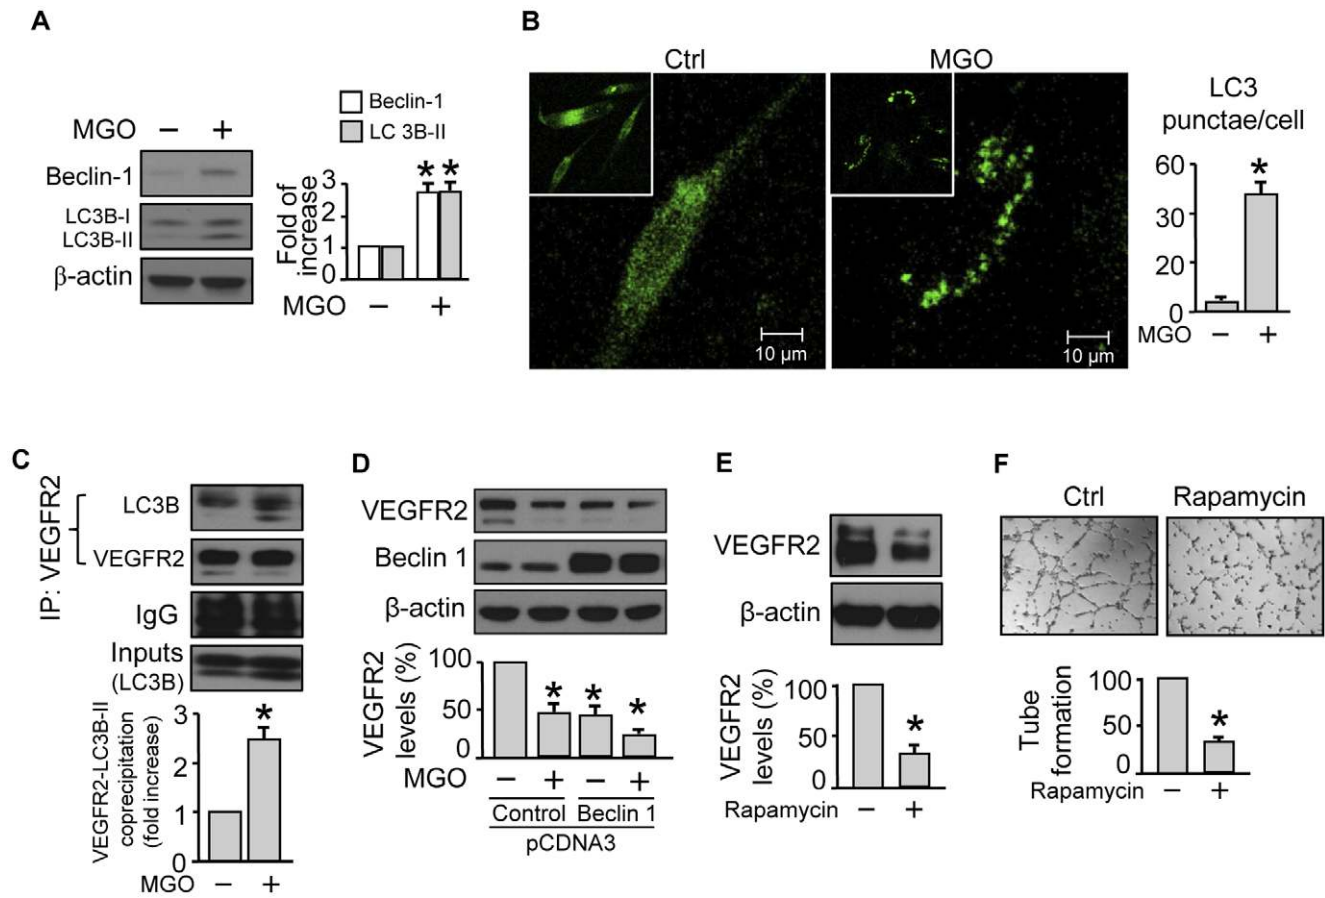 A
MGO − +
Beclin-1
LC3B-I
LC3B-II
β-actin
Beclin-1
LC 3B-II
Fold of
increase
3
2
1
0
* *
MGO − +
B
Ctrl
MGO
10 µm
10 µm
LC3
punctae/cell
60
30
20
0
*
MGO − +
C
IP: VEGFR2
LC3B
VEGFR2
IgG
Inputs
(LC3B)
VEGFR2-LC3B-II
coprecipitation
(fold increase)
3
2
1
0
*
MGO − +
D
VEGFR2
Beclin 1
β-actin
VEGFR2
levels (%)
100
50
0
* * *
MGO − + − +
Control Beclin 1
pCDNA3
E
VEGFR2
β-actin
VEGFR2
levels (%)
100
50
0
*
Rapamycin − +
F
Ctrl
Rapamycin
Tube
formation
100
50
0
*
Rapamycin − +